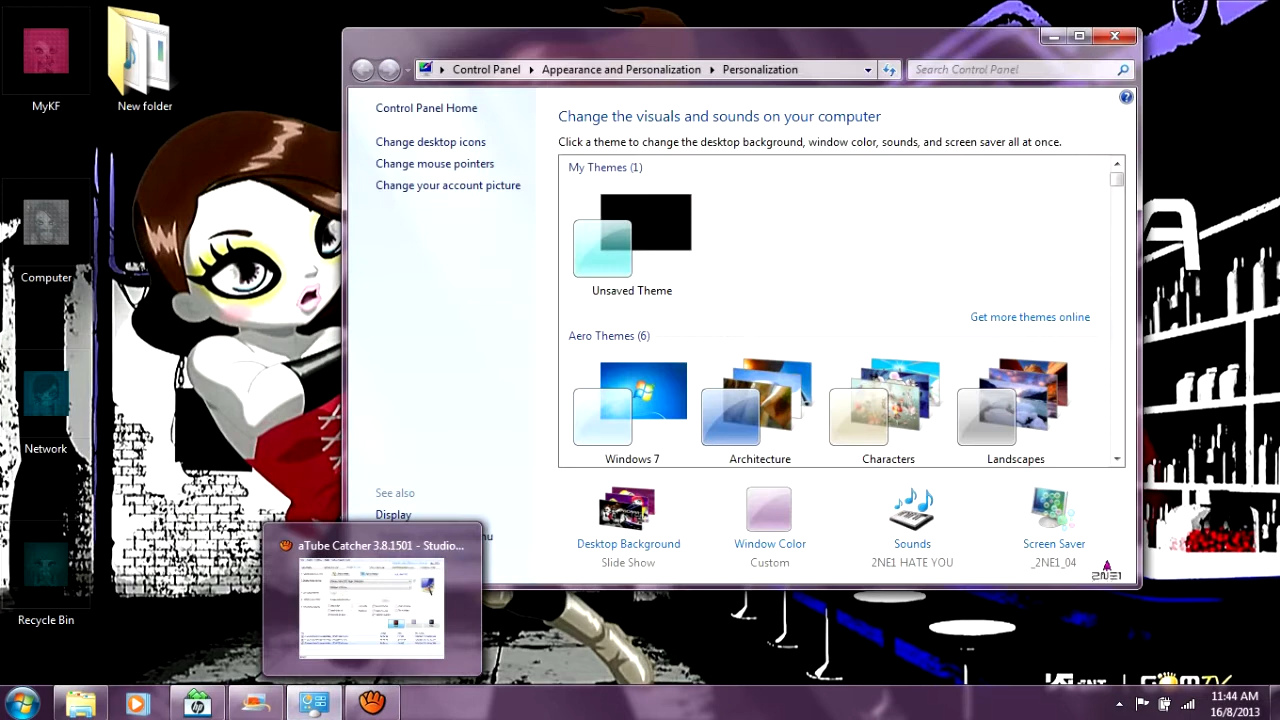 MyKF
New folder
Computer
Network
Recycle Bin
Control Panel
Appearance and Personalization
Personalization
Search Control Panel
Control Panel Home
Change desktop icons
Change mouse pointers
Change your account picture
See also
Display
Change the visuals and sounds on your computer
Click a theme to change the desktop background, window color, sounds, and screen saver all at once.
My Themes (1)
Unsaved Theme
Get more themes online
Aero Themes (6)
Windows 7
Architecture
Characters
Landscapes
Desktop Background
Window Color
Sounds
Screen Saver
2NE1 HATE YOU
2NE1
aTube Catcher 3.8.1501 - Studio...
11:44 AM
16/8/2013